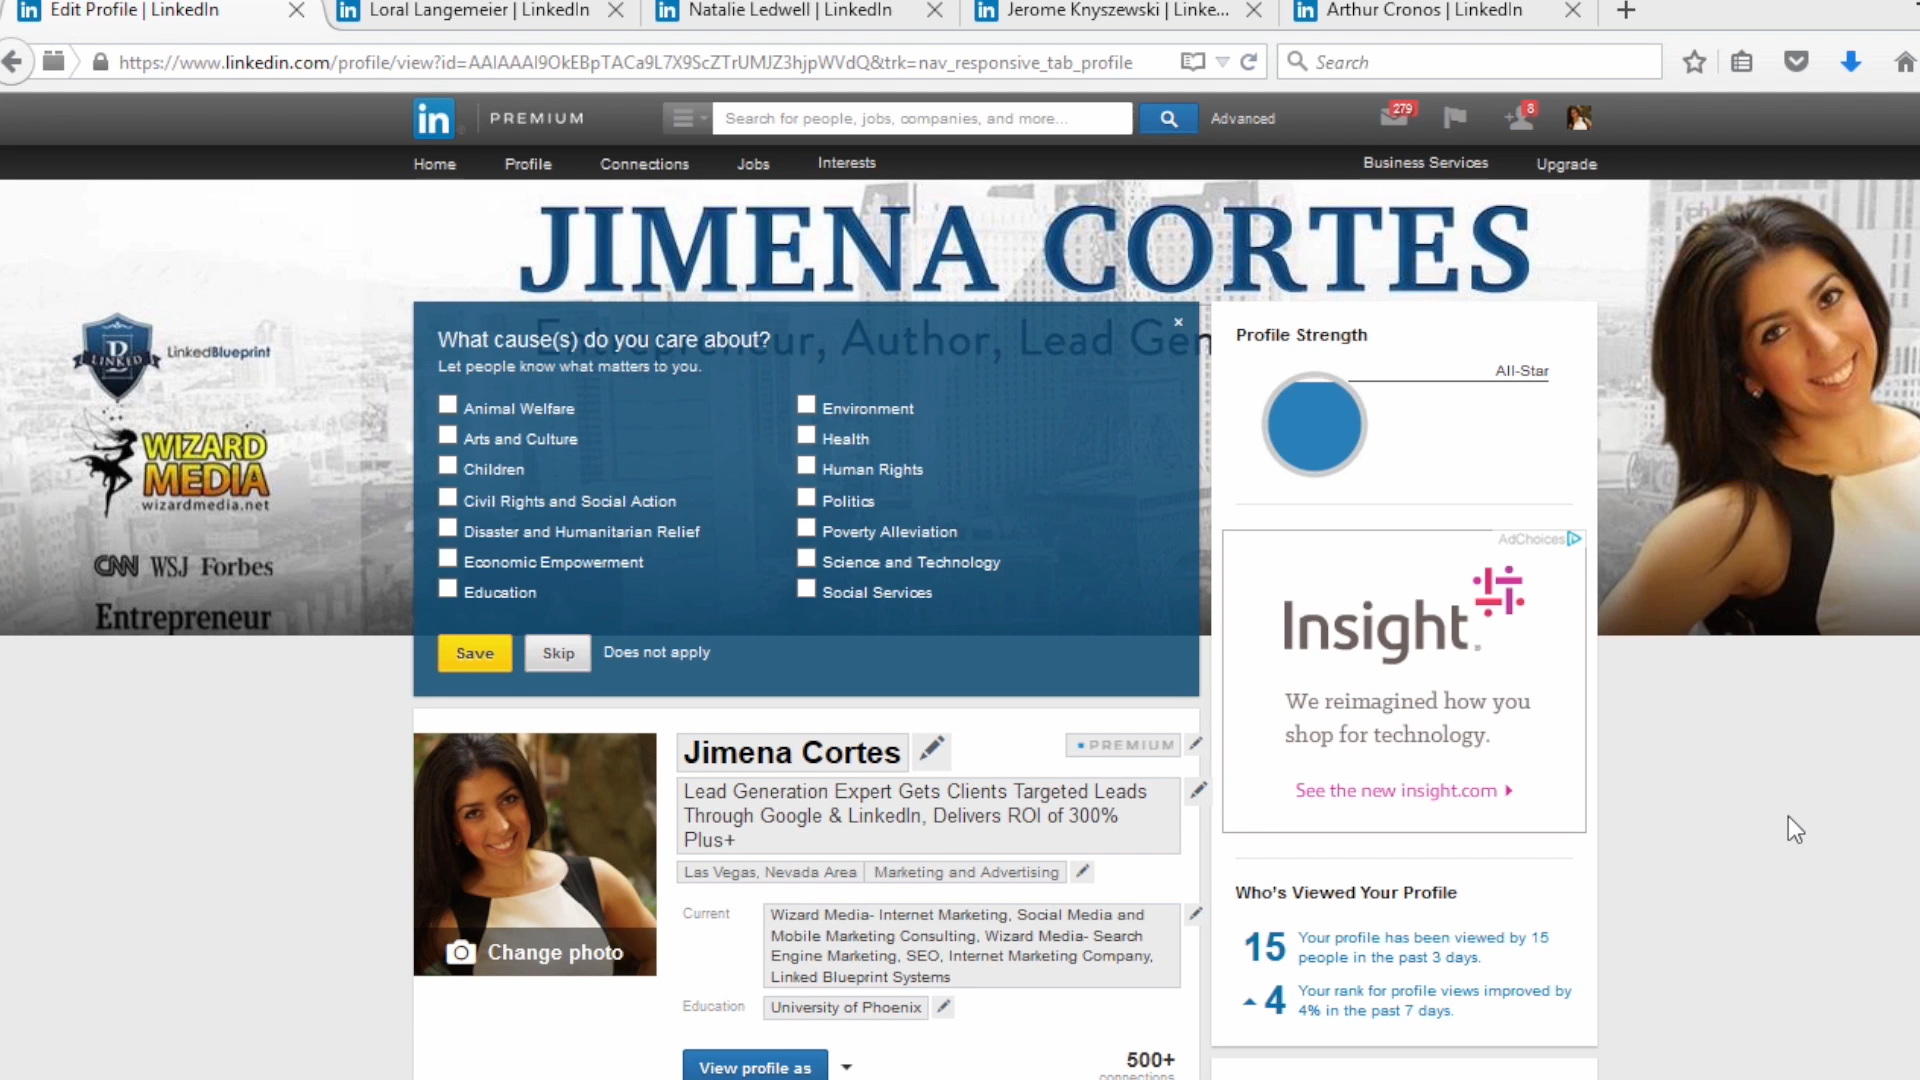 Edit Profile | LinkedIn
Loral Langemeier | LinkedIn
Natalie Ledwell | LinkedIn
Jerome Knyszewski | Linke...
Arthur Cronos | LinkedIn
https://www.linkedin.com/profile/view?id=AAIAAAI9OkEBpTACa9L7X9ScZTrUMJZ3hjpWVdQ&trk=nav_responsive_tab_profile
Search
in
PREMIUM
Search for people, jobs, companies, and more...
Advanced
279
8
Home
Profile
Connections
Jobs
Interests
Business Services
Upgrade
JIMENA CORTES
Entrepreneur, Author, Lead Gen
LINKED
LinkedBlueprint
WIZARD
MEDIA
wizardmedia.net
CNN WSJ Forbes
Entrepreneur
What cause(s) do you care about?
Let people know what matters to you.
Animal Welfare
Arts and Culture
Children
Civil Rights and Social Action
Disaster and Humanitarian Relief
Economic Empowerment
Education
Environment
Health
Human Rights
Politics
Poverty Alleviation
Science and Technology
Social Services
Save
Skip
Does not apply
Profile Strength
All-Star
AdChoices
Insight
We reimagined how you
shop for technology.
See the new insight.com
Jimena Cortes
PREMIUM
Lead Generation Expert Gets Clients Targeted Leads
Through Google & LinkedIn, Delivers ROI of 300%
Plus+
Las Vegas, Nevada Area
Marketing and Advertising
Current
Wizard Media- Internet Marketing, Social Media and
Mobile Marketing Consulting, Wizard Media- Search
Engine Marketing, SEO, Internet Marketing Company,
Linked Blueprint Systems
Education
University of Phoenix
Change photo
View profile as
500+
connections
Who's Viewed Your Profile
15
Your profile has been viewed by 15
people in the past 3 days.
4
Your rank for profile views improved by
4% in the past 7 days.